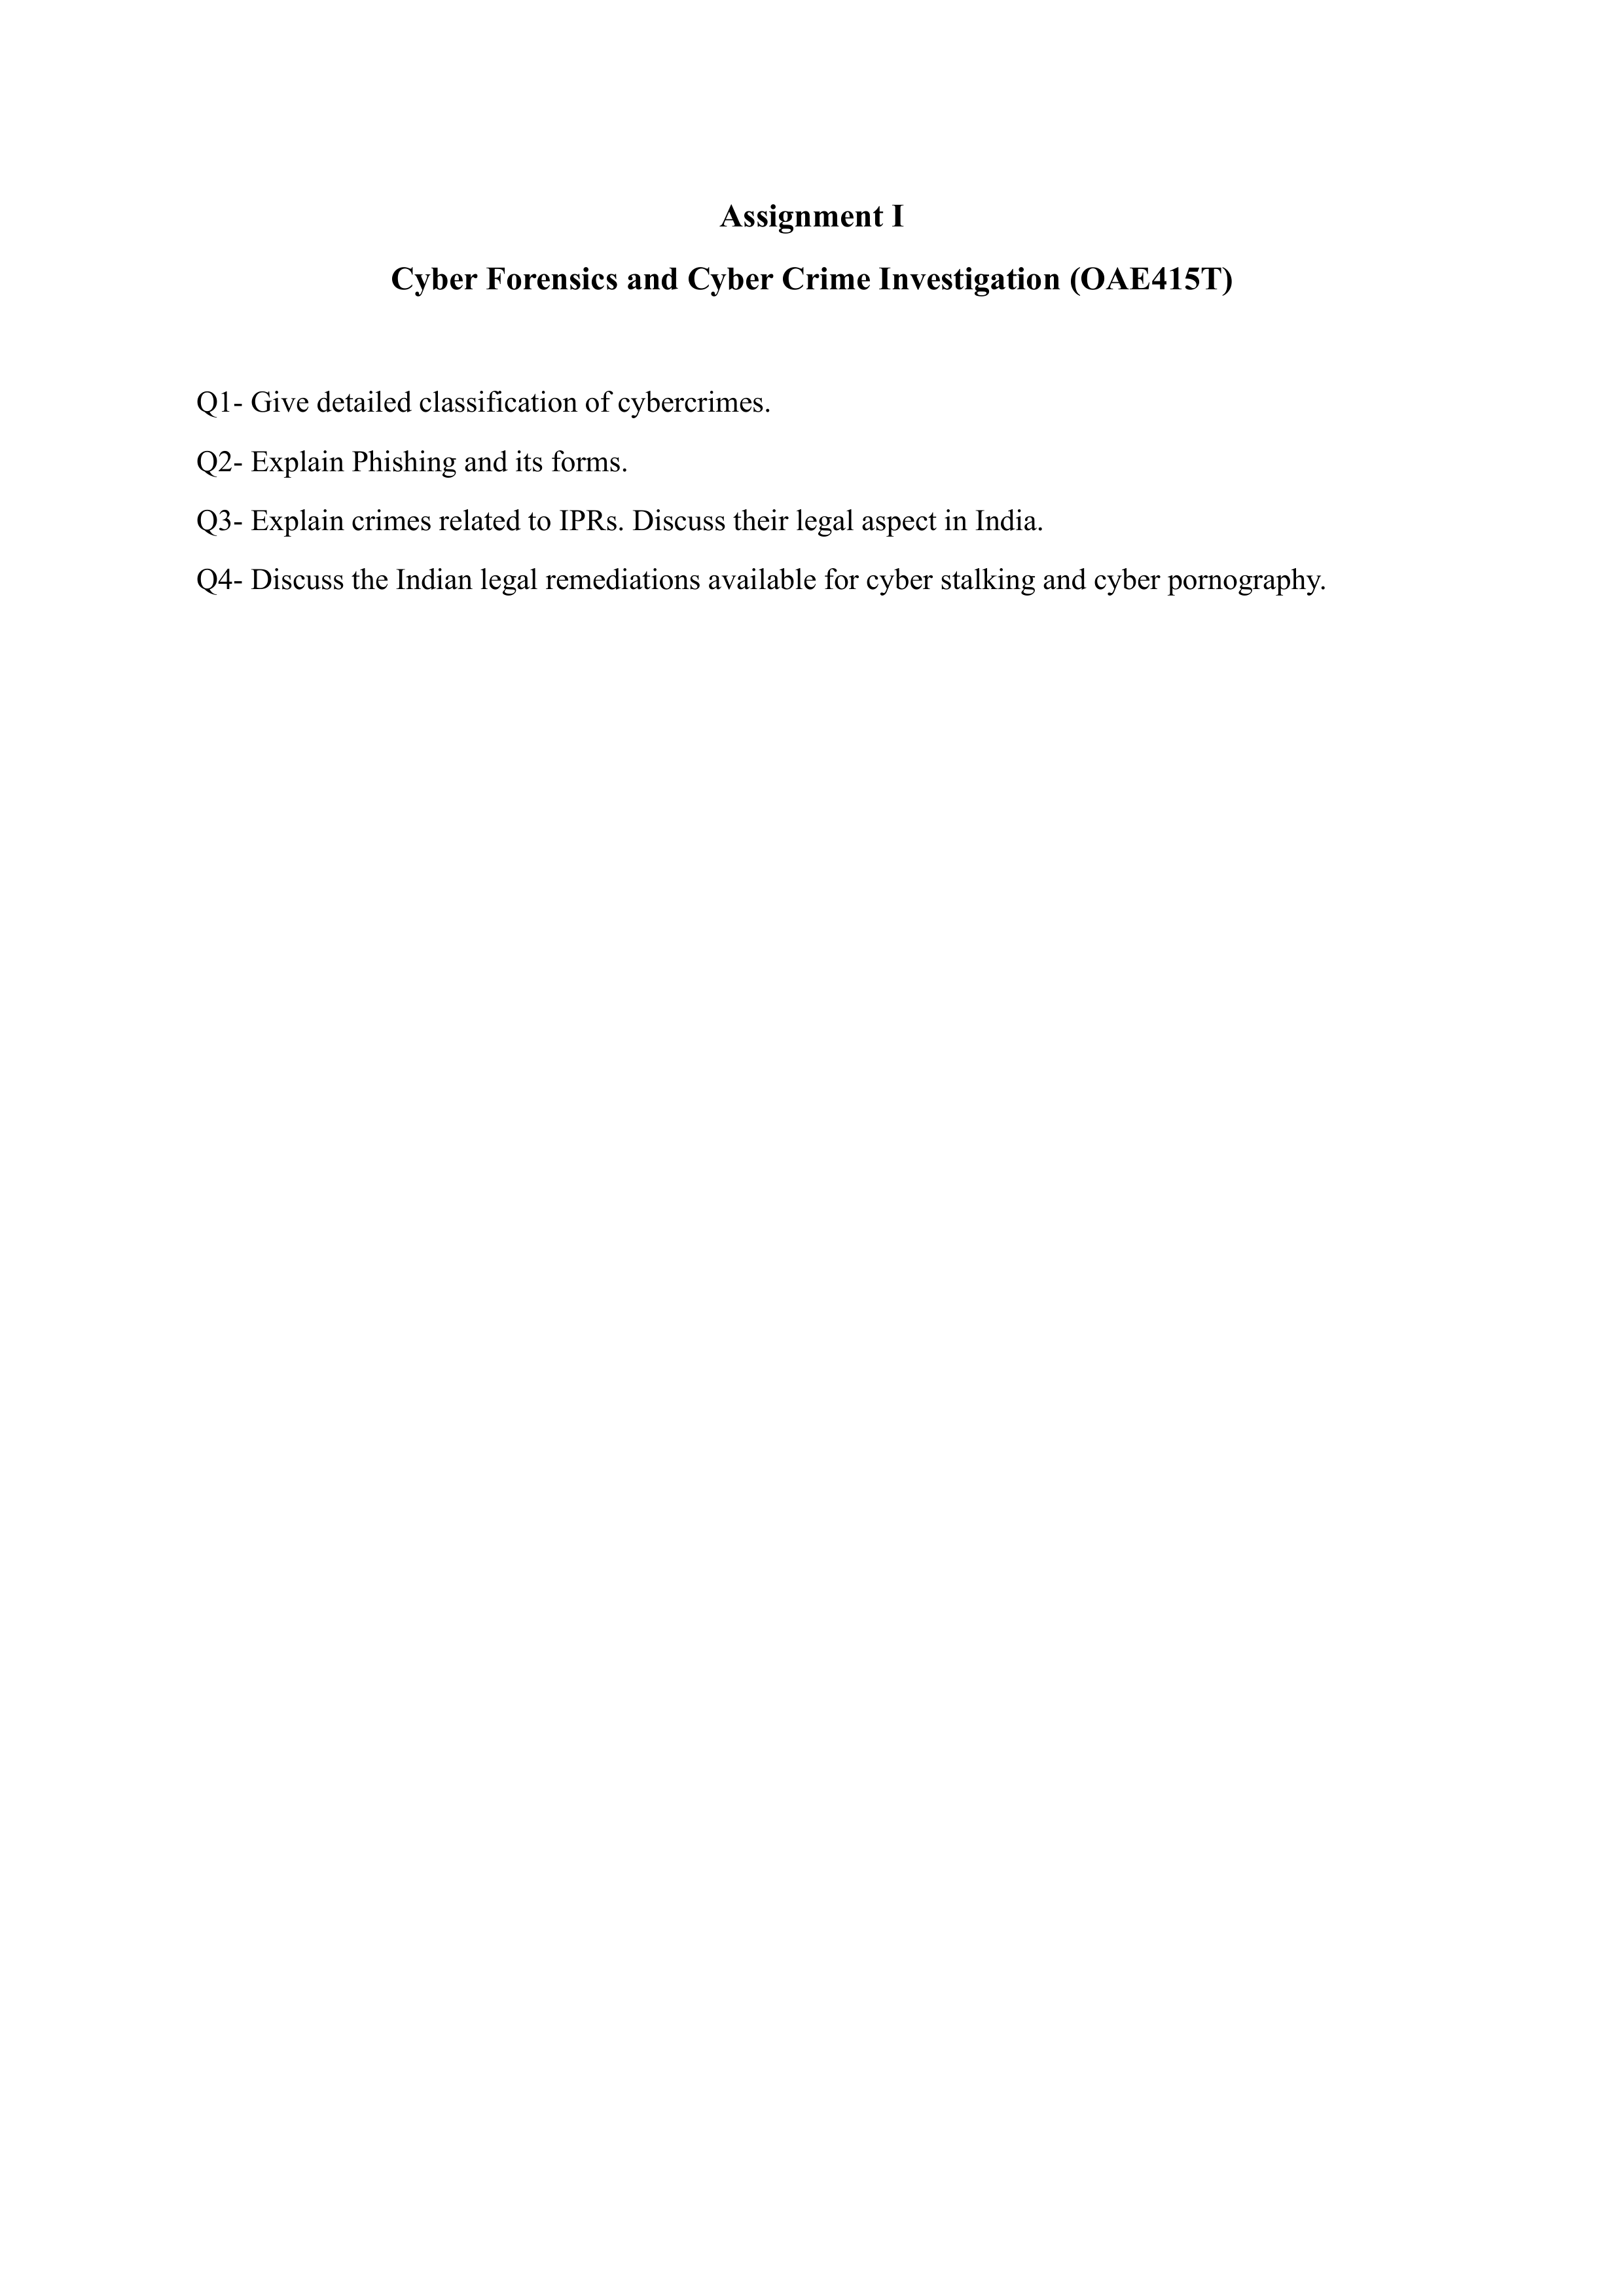 Assignment I
Cyber Forensics and Cyber Crime Investigation (OAE415T)
Q1- Give detailed classification of cybercrimes.
Q2- Explain Phishing and its forms.
Q3- Explain crimes related to IPRs. Discuss their legal aspect in India.
Q4- Discuss the Indian legal remediations available for cyber stalking and cyber pornography.